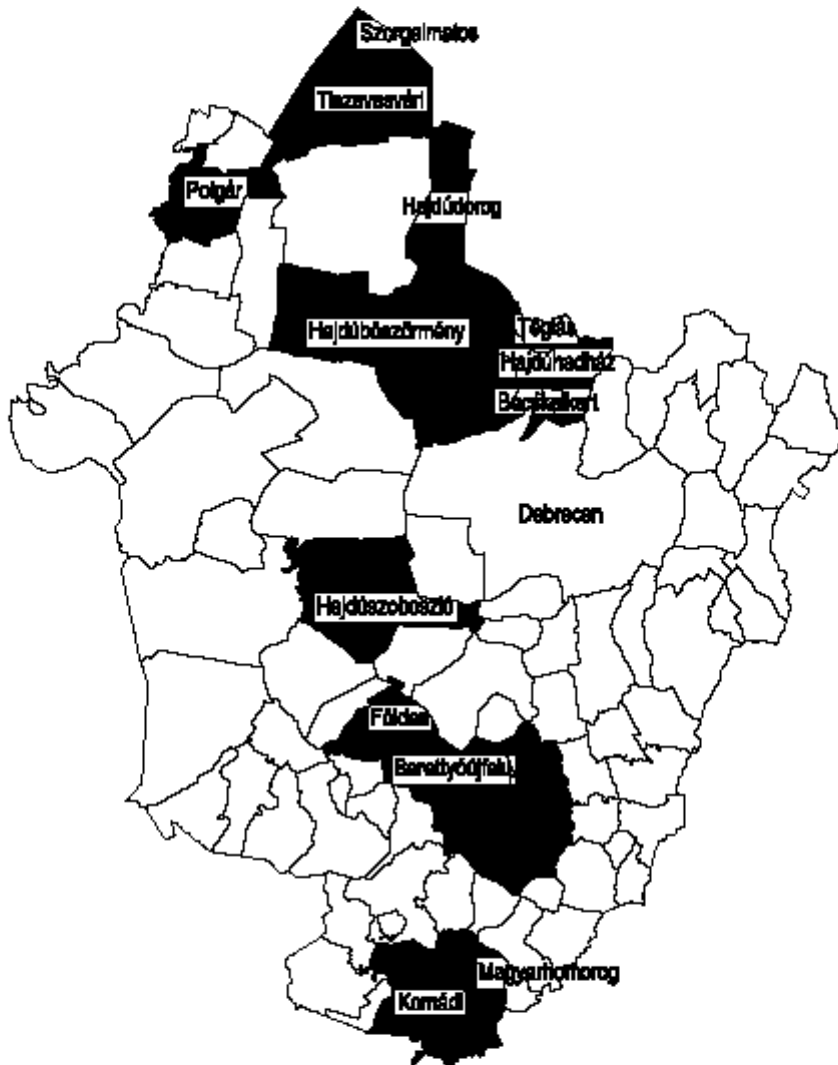 Szorgalmatos
Tiszavasvári
Polgár
Hajdúdorog
Hajdúböszörmény
Téglás
Hajdúhadház
Bocskaikert
Debrecen
Hajdúszoboszló
Földes
Berettyóújfalu
Magyarhomorog
Komádi